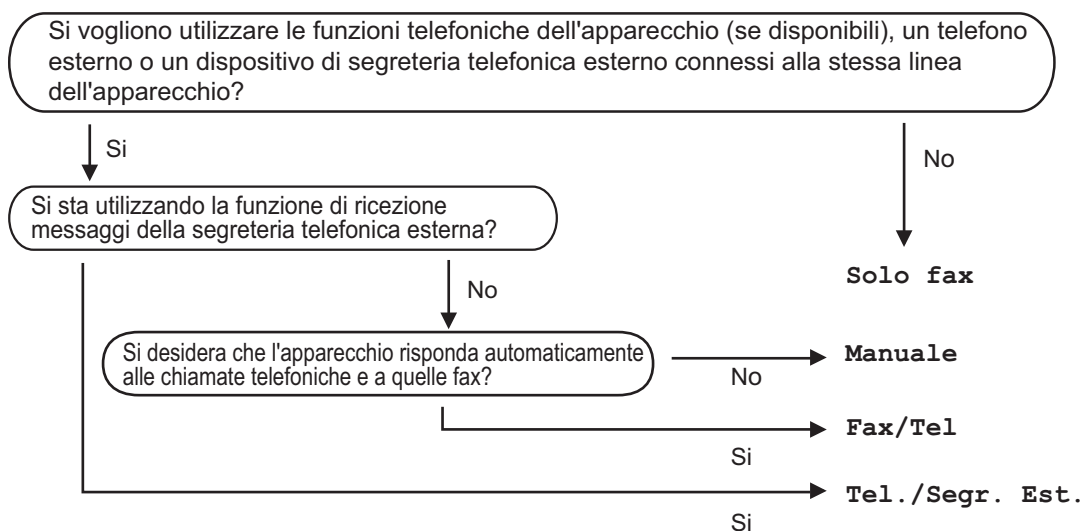 Si vogliono utilizzare le funzioni telefoniche dell'apparecchio (se disponibili), un telefono
esterno o un dispositivo di segreteria telefonica esterno connessi alla stessa linea
dell'apparecchio?
Si
No
Si sta utilizzando la funzione di ricezione
messaggi della segreteria telefonica esterna?
Solo fax
No
Si desidera che l'apparecchio risponda automaticamente
alle chiamate telefoniche e a quelle fax?
No
Manuale
Fax/Tel
Si
Tel./Segr. Est.
Si